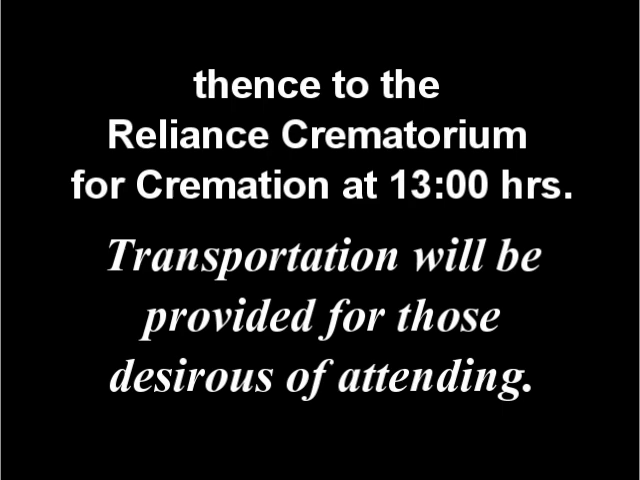 thence to the
Reliance Crematorium
for Cremation at 13:00 hrs.
Transportation will be
provided for those
desirous of attending.